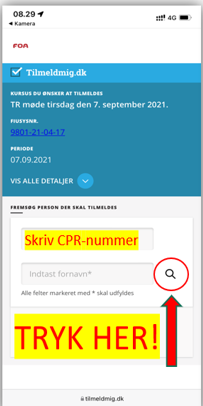 08.29
◀ Kamera
4G
FOA
Tilmeldmig.dk
KURSUS DU ØNSKER AT TILMELDES
TR møde tirsdag den 7. september 2021.
FIUSYSNR.
9801-21-04-17
PERIODE
07.09.2021
VIS ALLE DETALJER
FREMSØG PERSON DER SKAL TILMELDES
Skriv CPR-nummer
Indtast fornavn*
Alle felter markeret med * skal udfyldes
TRYK HER!
tilmeldmig.dk